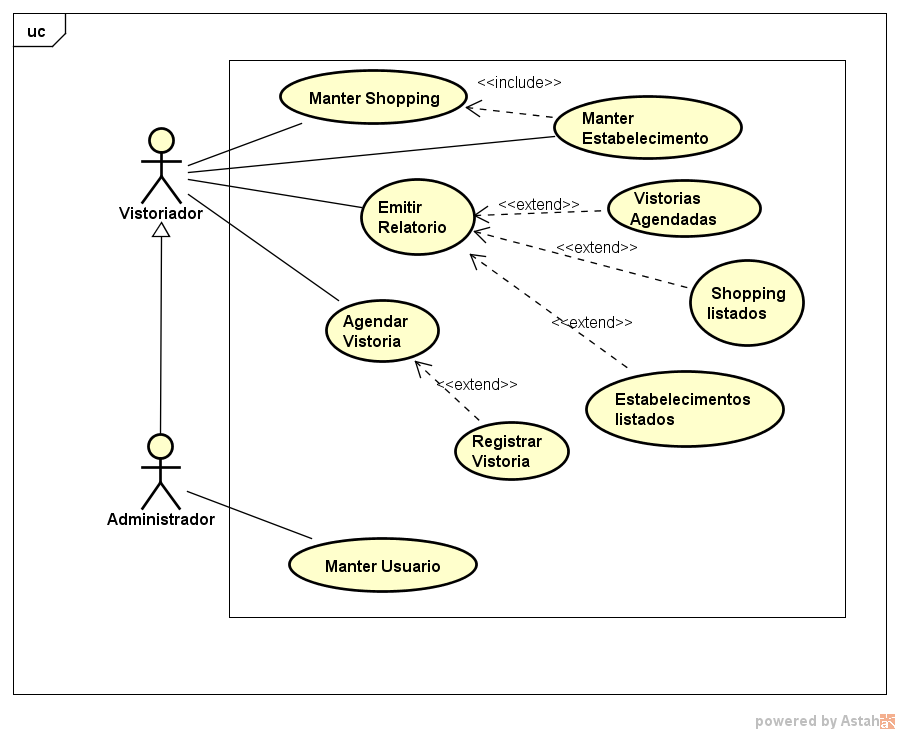 uc
Manter Shopping
<<include>>
Manter
Estabelecimento
Vistoriador
Emitir
Relatorio
<<extend>>
Vistorias
Agendadas
<<extend>>
Shopping
listados
Agendar
Vistoria
<<extend>>
Estabelecimentos
listados
<<extend>>
Registrar
Vistoria
Administrador
Manter Usuario
powered by Astah